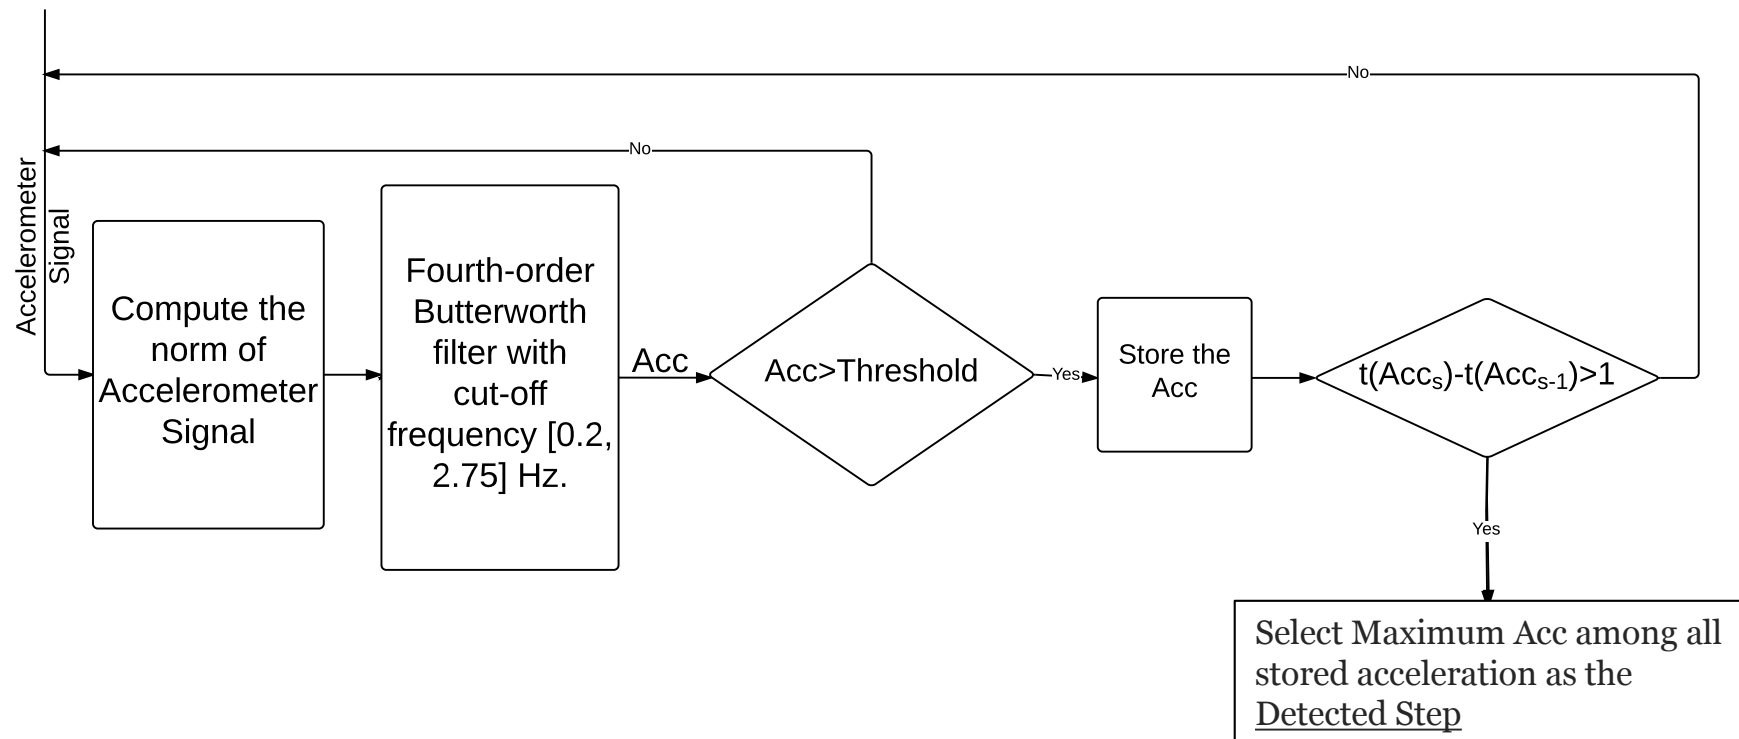 No
No
Accelerometer
Signal
Compute the
norm of
Accelerometer
Signal
Fourth-order
Butterworth
filter with
cut-off
frequency [0.2,
2.75] Hz.
Acc
Acc>Threshold
Yes
Store the
Acc
t(Accₛ)-t(Accₛ₋₁)>1
Yes
Select Maximum Acc among all
stored acceleration as the
Detected Step